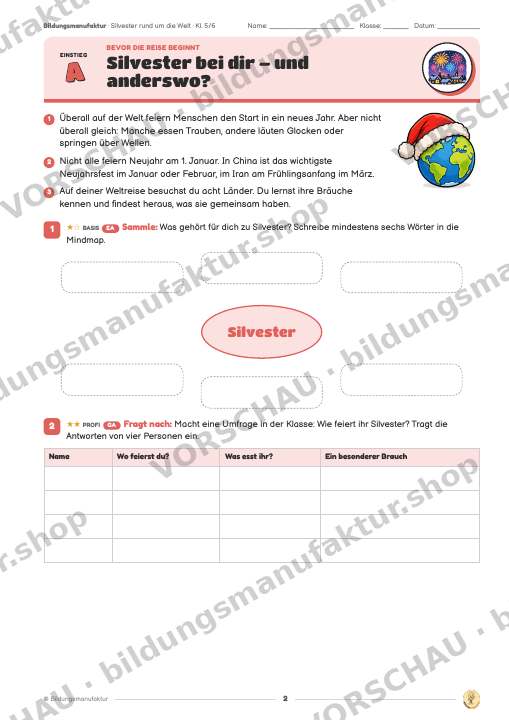 Bildungsmanufaktur · Silvester rund um die Welt · Kl. 5/6 Name: Klasse: Datum:
EINSTIEG
A
BEVOR DIE REISE BEGINNT
Silvester bei dir – und
anderswo?
1 Überall auf der Welt feiern Menschen den Start in ein neues Jahr. Aber nicht
überall gleich: Manche essen Trauben, andere läuten Glocken oder
springen über Wellen.
2 Nicht alle feiern Neujahr am 1. Januar. In China ist das wichtigste
Neujahrsfest im Januar oder Februar, im Iran am Frühlingsanfang im März.
3 Auf deiner Weltreise besuchst du acht Länder. Du lernst ihre Bräuche
kennen und findest heraus, was sie gemeinsam haben.
1 ★☆ BASIS EA Sammle: Was gehört für dich zu Silvester? Schreibe mindestens sechs Wörter in die
Mindmap.
Silvester
2 ★★ PROFI GA Fragt nach: Macht eine Umfrage in der Klasse: Wie feiert ihr Silvester? Tragt die
Antworten von vier Personen ein.
Name Wo feierst du? Was esst ihr? Ein besonderer Brauch
© Bildungsmanufaktur 2
VORSCHAU · bildungsmanufaktur.shop